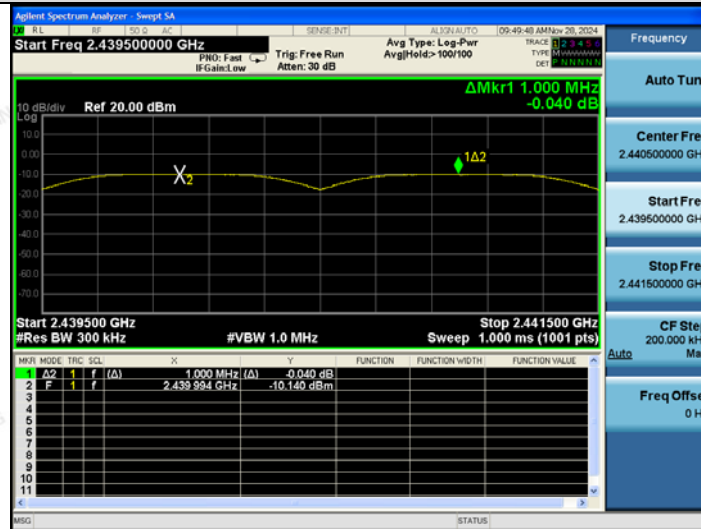 Agilent Spectrum Analyzer - Swept SA
RL RF 50 Ω AC SENSE:INT ALIGN AUTO 09:49:48 AM Nov 28, 2024
Start Freq 2.439500000 GHz
PNO: Fast
IFGain:Low
Trig: Free Run
Atten: 30 dB
Avg Type: Log-Pwr
Avg|Hold:>100/100
TRACE 1 2 3 4 5 6
TYPE M
DET P N N N N N
ΔMkr1 1.000 MHz
-0.040 dB
10 dB/div Ref 20.00 dBm
Log
10.0
0.00
-10.0
-20.0
-30.0
-40.0
-50.0
-60.0
-70.0
X2
1Δ2
Start 2.439500 GHz Stop 2.441500 GHz
#Res BW 300 kHz #VBW 1.0 MHz Sweep 1.000 ms (1001 pts)
MKR MODE TRC SCL X Y FUNCTION FUNCTION WIDTH FUNCTION VALUE
1 Δ2 1 f (Δ) 1.000 MHz (Δ) -0.040 dB
2 F 1 f 2.439 994 GHz -10.140 dBm
3
4
5
6
7
8
9
10
11
MSG STATUS
Frequency
Auto Tun
Center Fre
2.440500000 GH
Start Fre
2.439500000 GH
Stop Fre
2.441500000 GH
CF Ste
200.000 kH
Auto Ma
Freq Offse
0 H